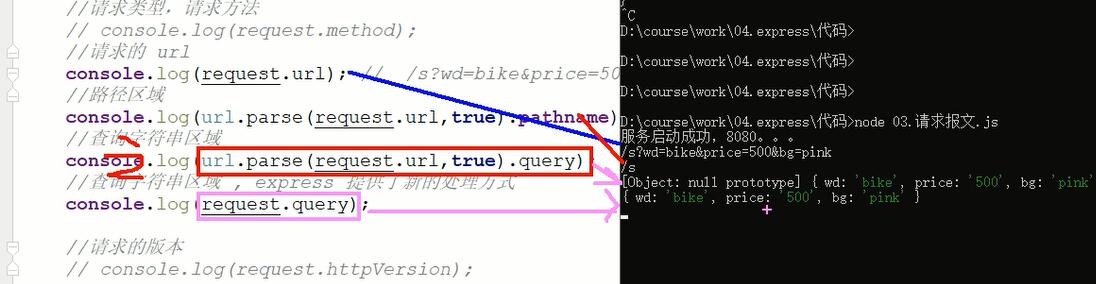 //请求类型，请求方法
// console.log(request.method);
//请求的 url
console.log(request.url); // /s?wd=bike&price=50
//路径区域
console.log(url.parse(request.url,true).pathname)
//查询字符串区域
console.log(url.parse(request.url,true).query)
//查询字符串区域 , express 提供了新的处理方式
console.log(request.query);
//请求的版本
// console.log(request.httpVersion);
^C
D:\course\work\04.express\代码>
D:\course\work\04.express\代码>
D:\course\work\04.express\代码>
D:\course\work\04.express\代码>node 03.请求报文.js
服务启动成功，8080。。。
/s?wd=bike&price=500&bg=pink
/s
[Object: null prototype] { wd: 'bike', price: '500', bg: 'pink'
{ wd: 'bike', price: '500', bg: 'pink' }